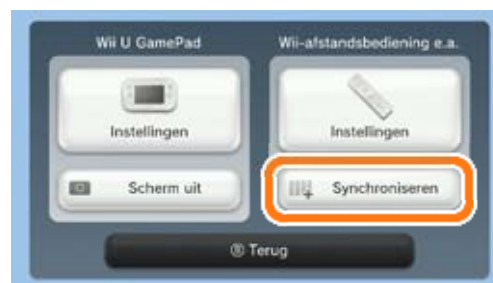 Wii U GamePad
Instellingen
Scherm uit
Wii-afstandsbediening e.a.
Instellingen
Synchroniseren
Ⓑ Terug